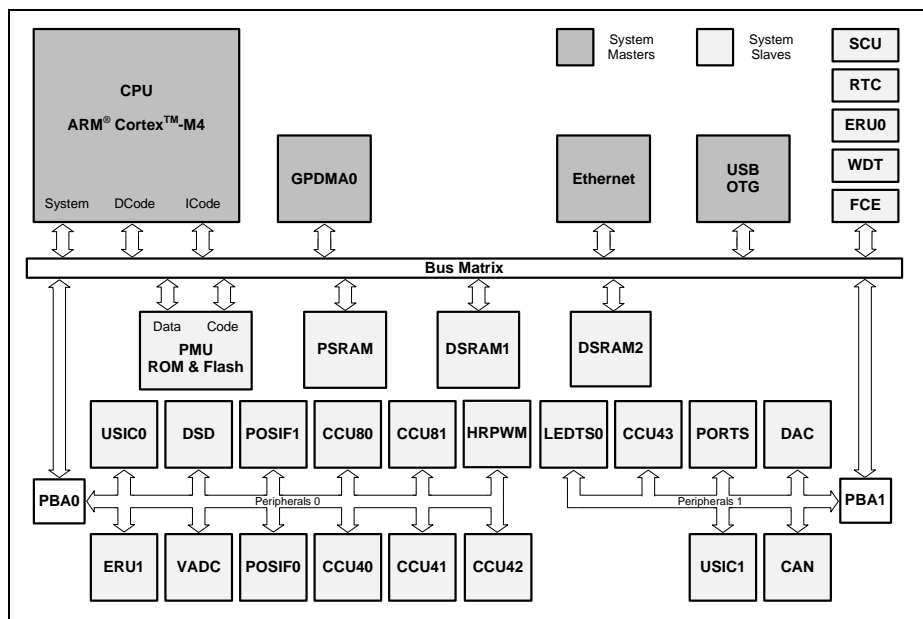 CPU
ARM® Cortex™-M4
System DCode ICode
GPDMA0
Ethernet
USB
OTG
System
Masters
System
Slaves
SCU
RTC
ERU0
WDT
FCE
Bus Matrix
Data Code
PMU
ROM & Flash
PSRAM
DSRAM1
DSRAM2
USIC0
DSD
POSIF1
CCU80
CCU81
HRPWM
LEDTS0
CCU43
PORTS
DAC
PBA0
Peripherals 0
Peripherals 1
PBA1
ERU1
VADC
POSIF0
CCU40
CCU41
CCU42
USIC1
CAN